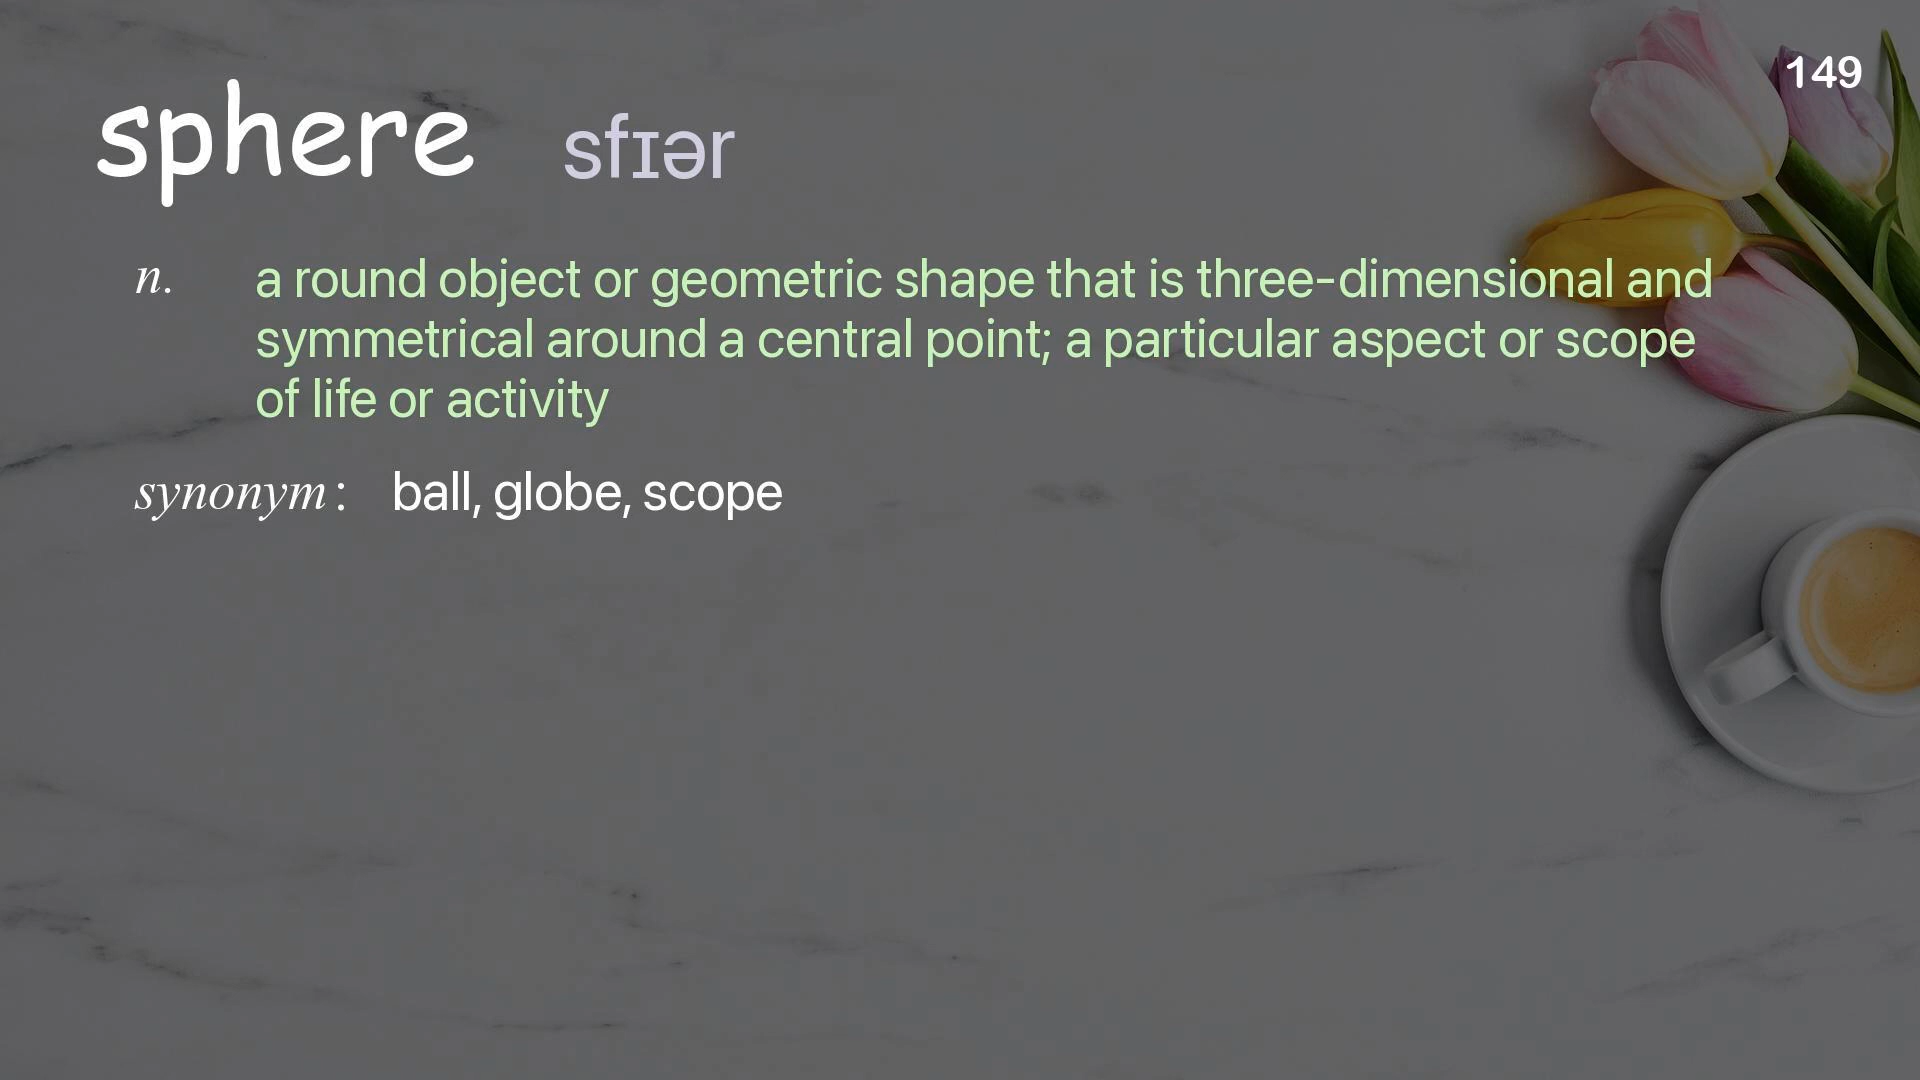 149
sphere sfɪər
n. a round object or geometric shape that is three-dimensional and
symmetrical around a central point; a particular aspect or scope
of life or activity
synonym: ball, globe, scope